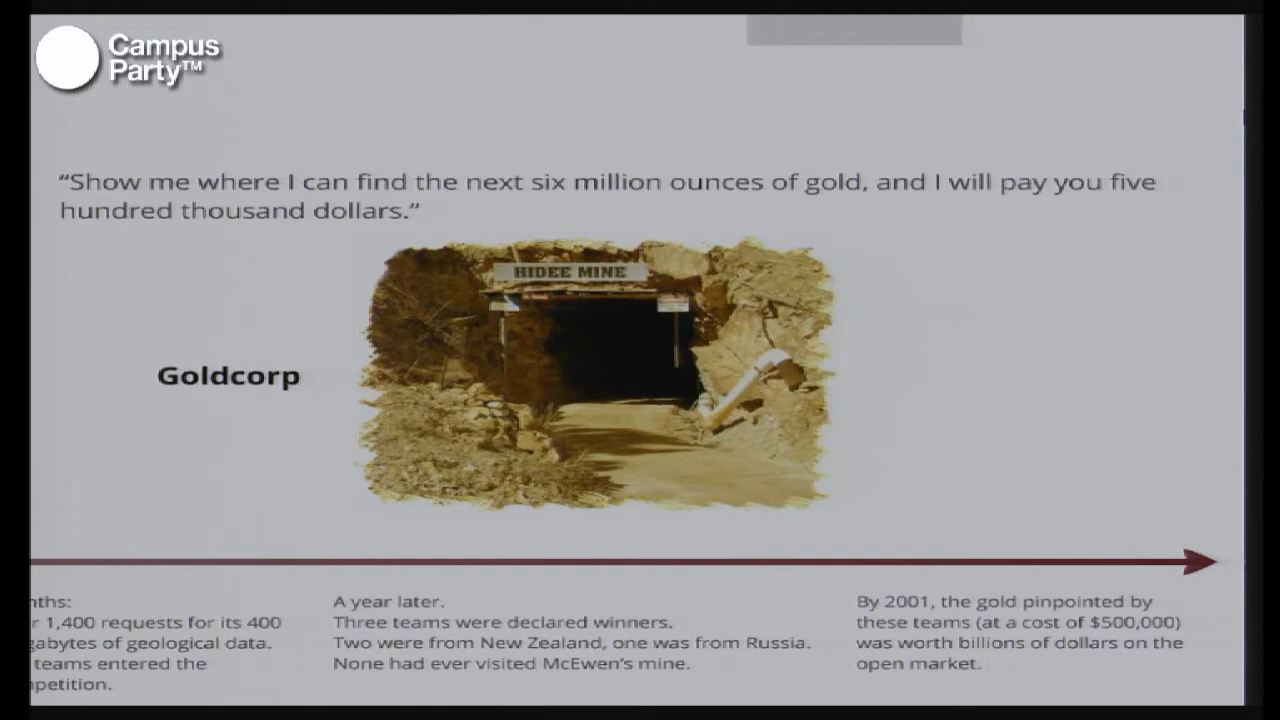 Campus
Party™
“Show me where I can find the next six million ounces of gold, and I will pay you five
hundred thousand dollars.”
HIDEE MINE
Goldcorp
nths:
r 1,400 requests for its 400
gabytes of geological data.
teams entered the
mpetition.
A year later.
Three teams were declared winners.
Two were from New Zealand, one was from Russia.
None had ever visited McEwen’s mine.
By 2001, the gold pinpointed by
these teams (at a cost of $500,000)
was worth billions of dollars on the
open market.